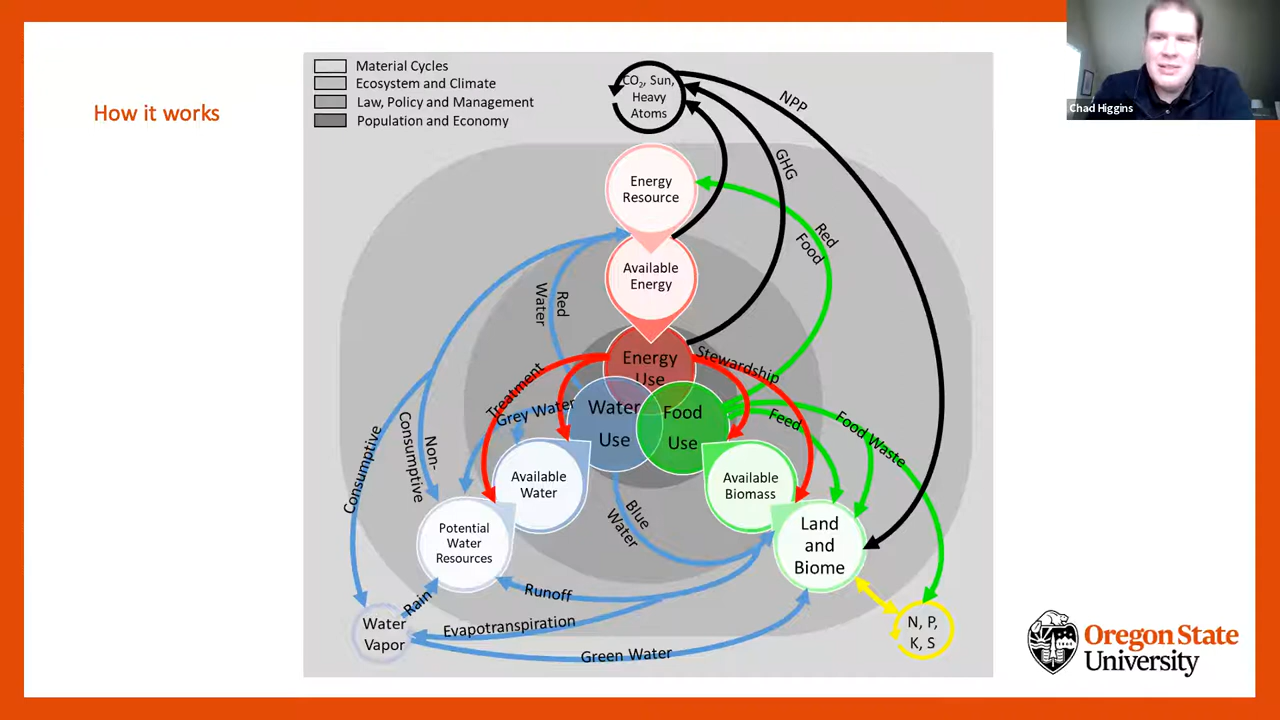 How it works
Material Cycles
Ecosystem and Climate
Law, Policy and Management
Population and Economy
CO₂, Sun,
Heavy
Atoms
NPP
GHG
Chad Higgins
Energy
Resource
Red
Food
Available
Energy
Red
Water
Energy
Use
Stewardship
Treatment
Grey Water
Water
Use
Food
Use
Feed
Food Waste
Consumptive
Non-
Consumptive
Available
Water
Available
Biomass
Blue
Water
Potential
Water
Resources
Land
and
Biome
Rain
Runoff
Evapotranspiration
Green Water
Water
Vapor
N, P,
K, S
Oregon State
University